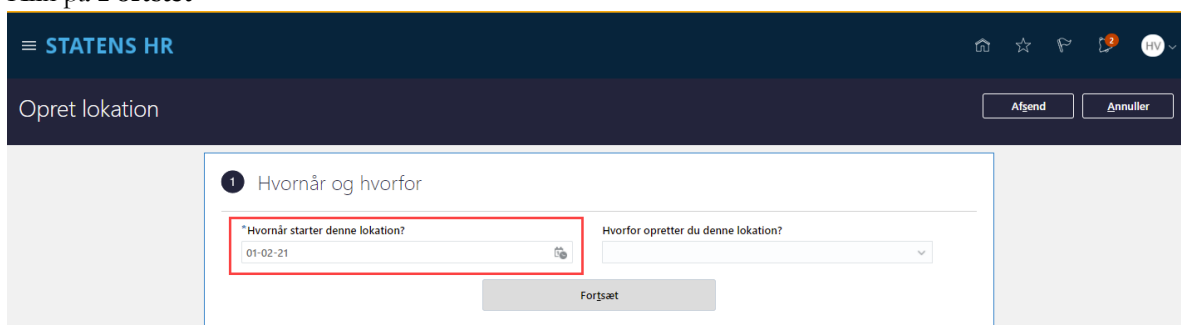 ≡ STATENS HR
2
HV
Opret lokation
Afsend
Annuller
1 Hvornår og hvorfor
*Hvornår starter denne lokation?
Hvorfor opretter du denne lokation?
01-02-21
Fortsæt